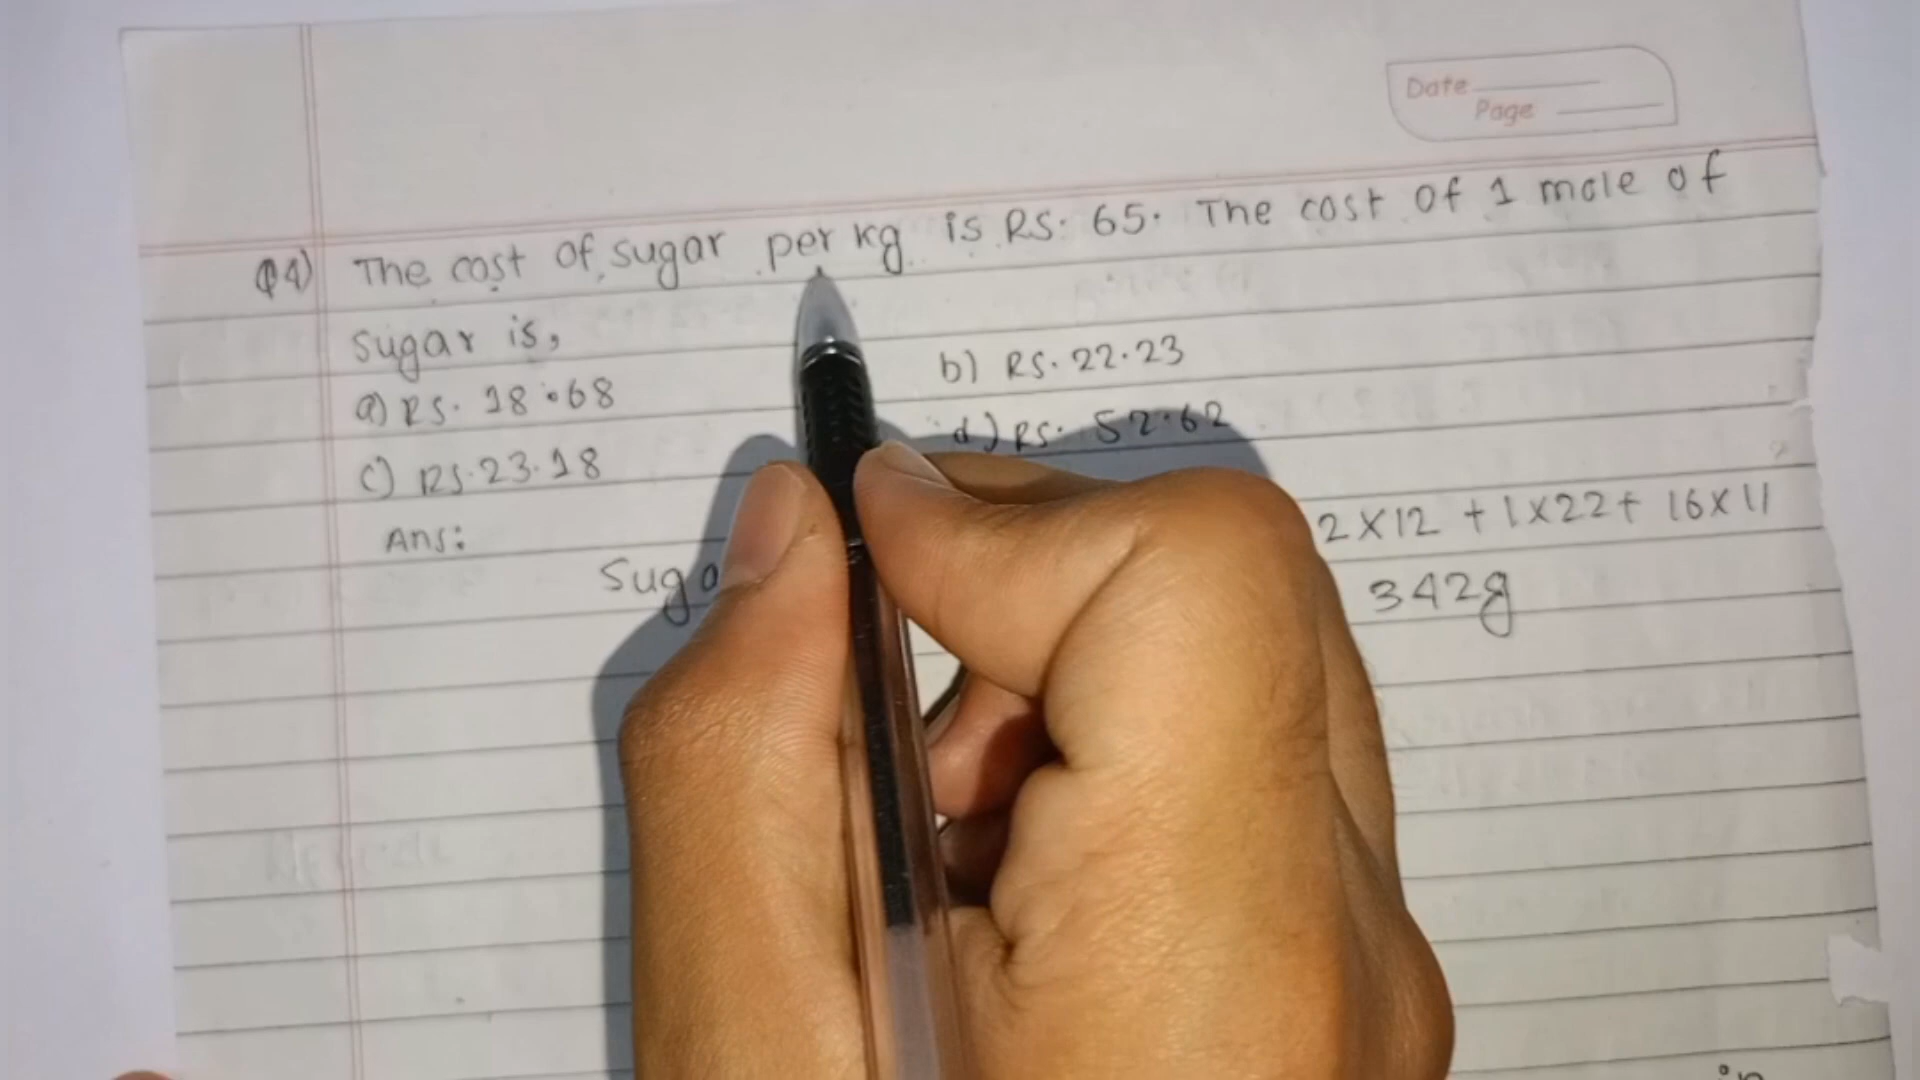 Date
Page
Q4) The cost of sugar per kg is RS. 65. The cost of 1 mole of
sugar is,
a) RS. 18.68 b) RS. 22.23
c) RS. 23.18 d) RS. 52.62
Ans:
2X12 + 1X22 + 16X11
342g
in